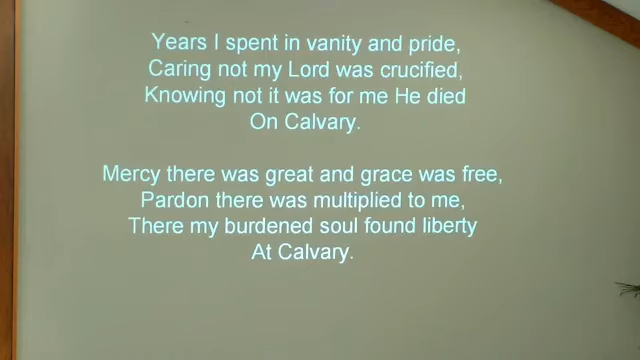 Years I spent in vanity and pride,
Caring not my Lord was crucified,
Knowing not it was for me He died
On Calvary.
Mercy there was great and grace was free,
Pardon there was multiplied to me,
There my burdened soul found liberty
At Calvary.